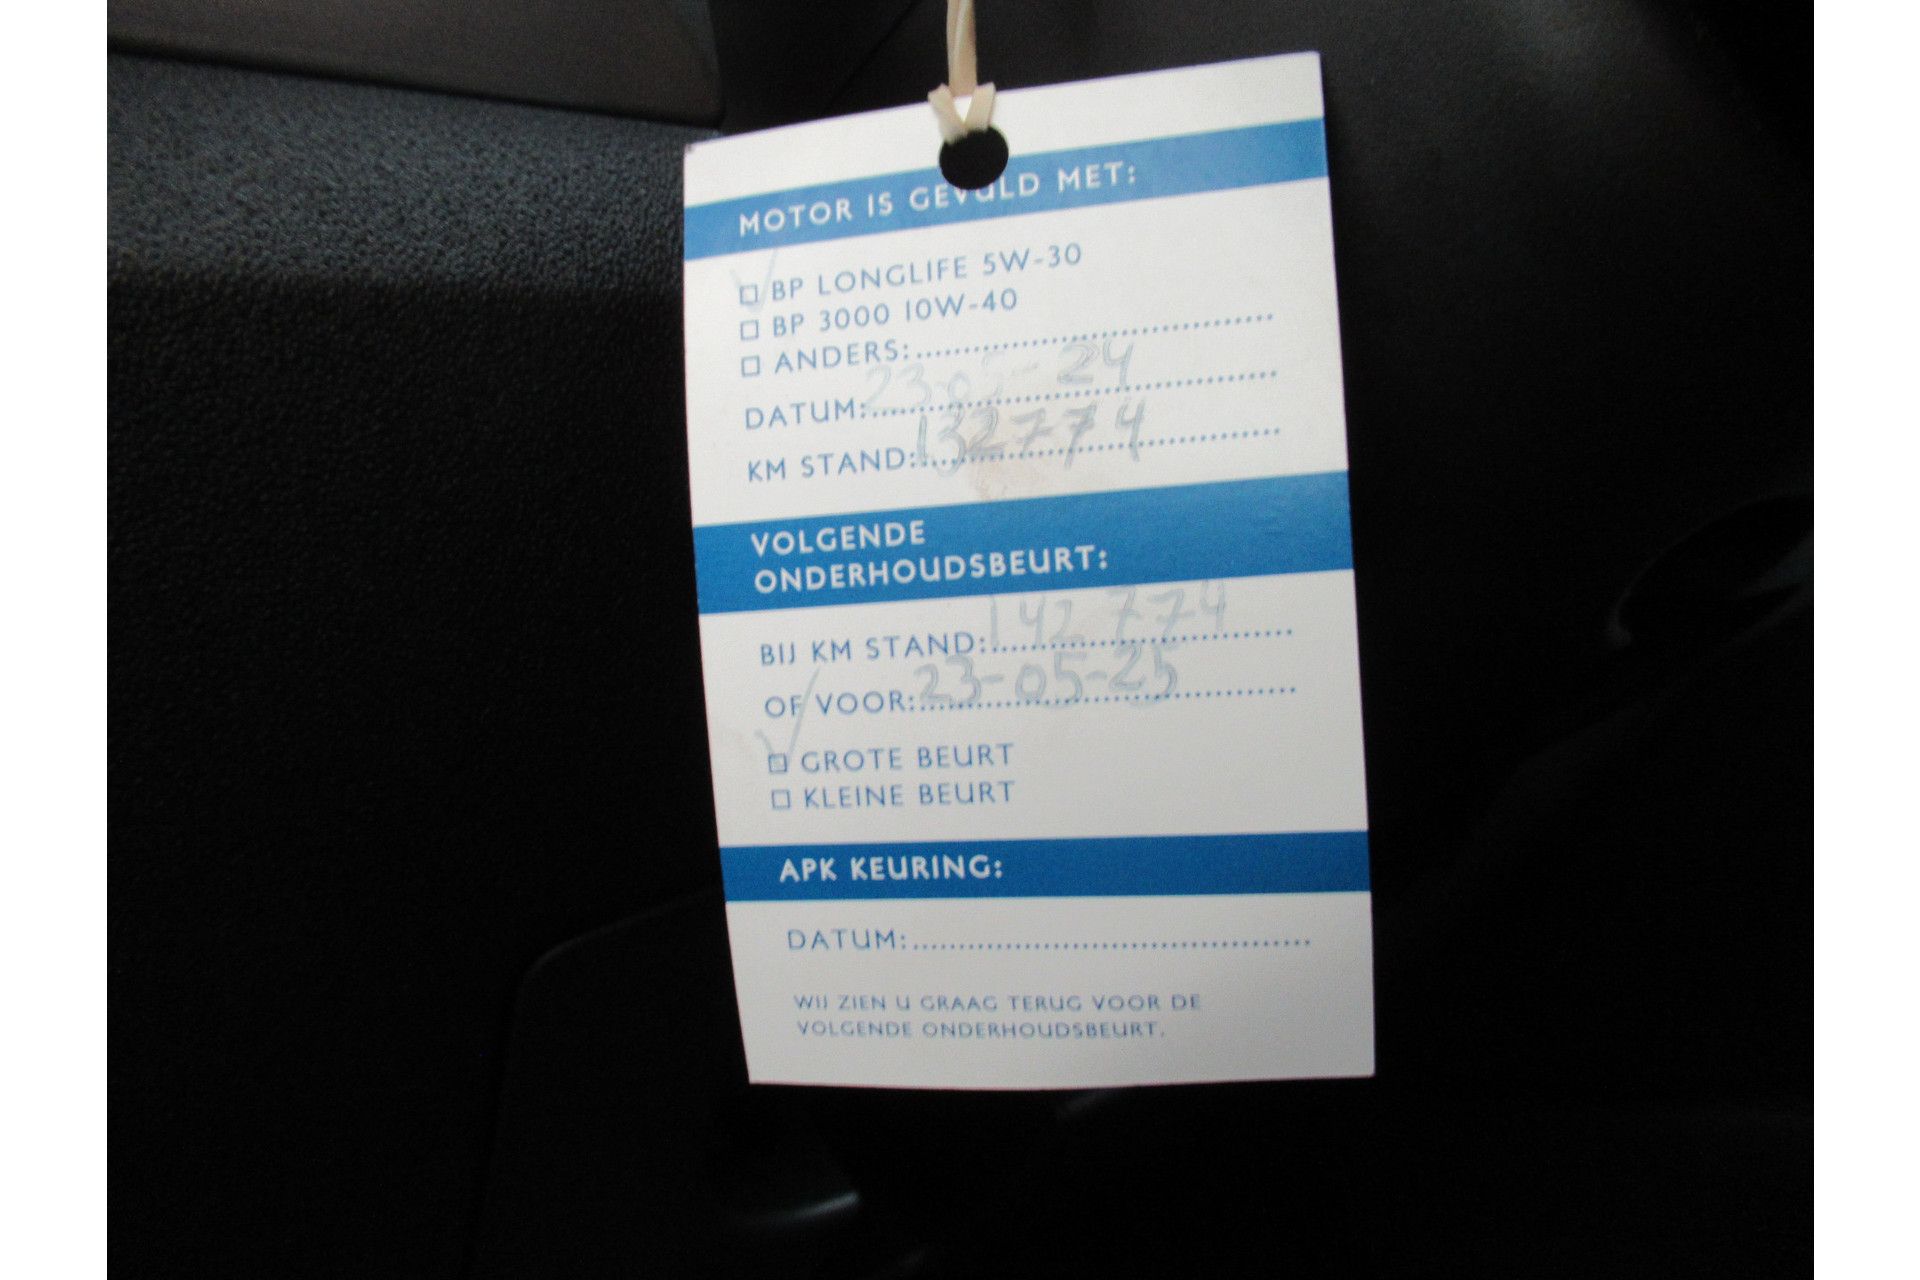 MOTOR IS GEVULD MET:
✓
☐ BP LONGLIFE 5W-30
☐ BP 3000 10W-40
☐ ANDERS:..............................
DATUM: 23-05-24
KM STAND: 132774
VOLGENDE
ONDERHOUDSBEURT:
BIJ KM STAND: 142774
OF VOOR: 23-05-25
✓
☐ GROTE BEURT
☐ KLEINE BEURT
APK KEURING:
DATUM:..............................
WIJ ZIEN U GRAAG TERUG VOOR DE
VOLGENDE ONDERHOUDSBEURT.